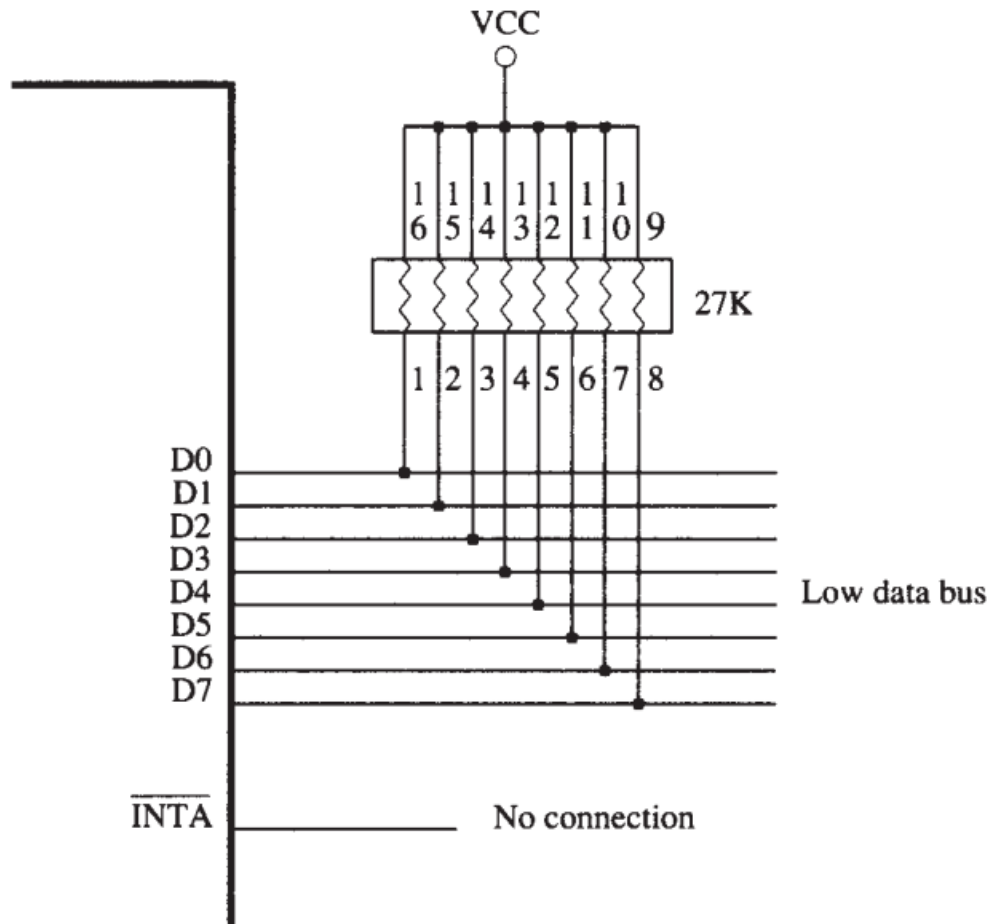 VCC
1 1 1 1 1 1 1
6 5 4 3 2 1 0 9
27K
1 2 3 4 5 6 7 8
D0
D1
D2
D3
D4 Low data bus
D5
D6
D7
INTA No connection